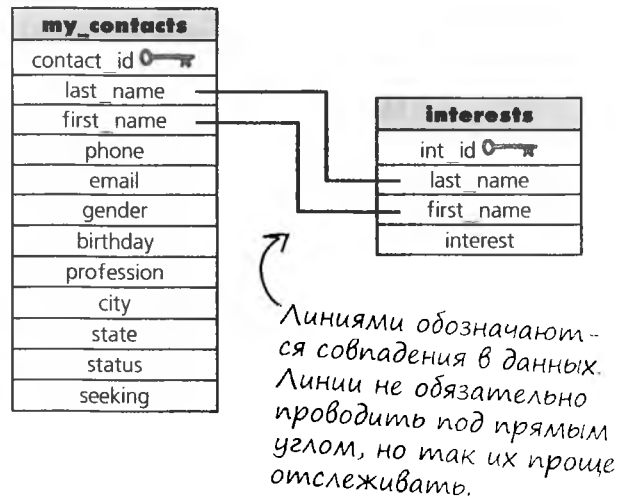 my_contacts
contact_id
last_name
first_name
phone
email
gender
birthday
profession
city
state
status
seeking
interests
int_id
last_name
first_name
interest
Линиями обозначают-
ся совпадения в данных.
Линии не обязательно
проводить под прямым
углом, но так их проще
отслеживать.